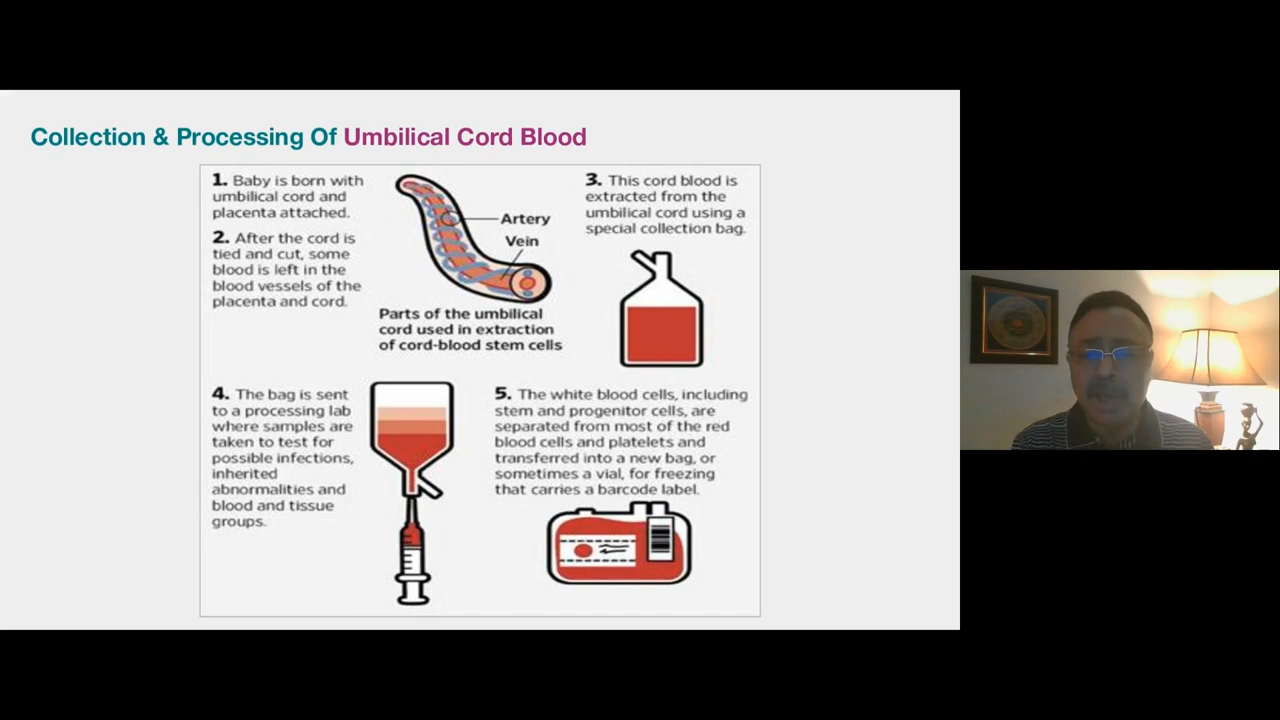 Collection & Processing Of Umbilical Cord Blood
1. Baby is born with
umbilical cord and
placenta attached.
2. After the cord is
tied and cut, some
blood is left in the
blood vessels of the
placenta and cord.
Artery
Vein
Parts of the umbilical
cord used in extraction
of cord-blood stem cells
3. This cord blood is
extracted from the
umbilical cord using a
special collection bag.
4. The bag is sent
to a processing lab
where samples are
taken to test for
possible infections,
inherited
abnormalities and
blood and tissue
groups.
5. The white blood cells, including
stem and progenitor cells, are
separated from most of the red
blood cells and platelets and
transferred into a new bag, or
sometimes a vial, for freezing
that carries a barcode label.